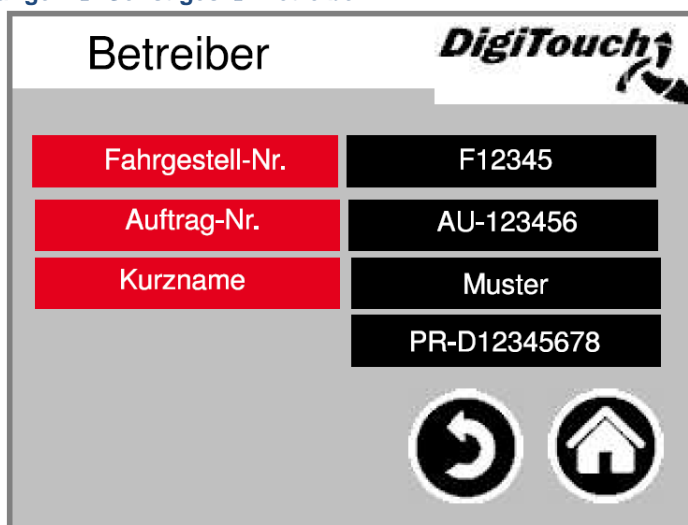 Betreiber
DigiTouch
Fahrgestell-Nr. F12345
Auftrag-Nr. AU-123456
Kurzname Muster
PR-D12345678